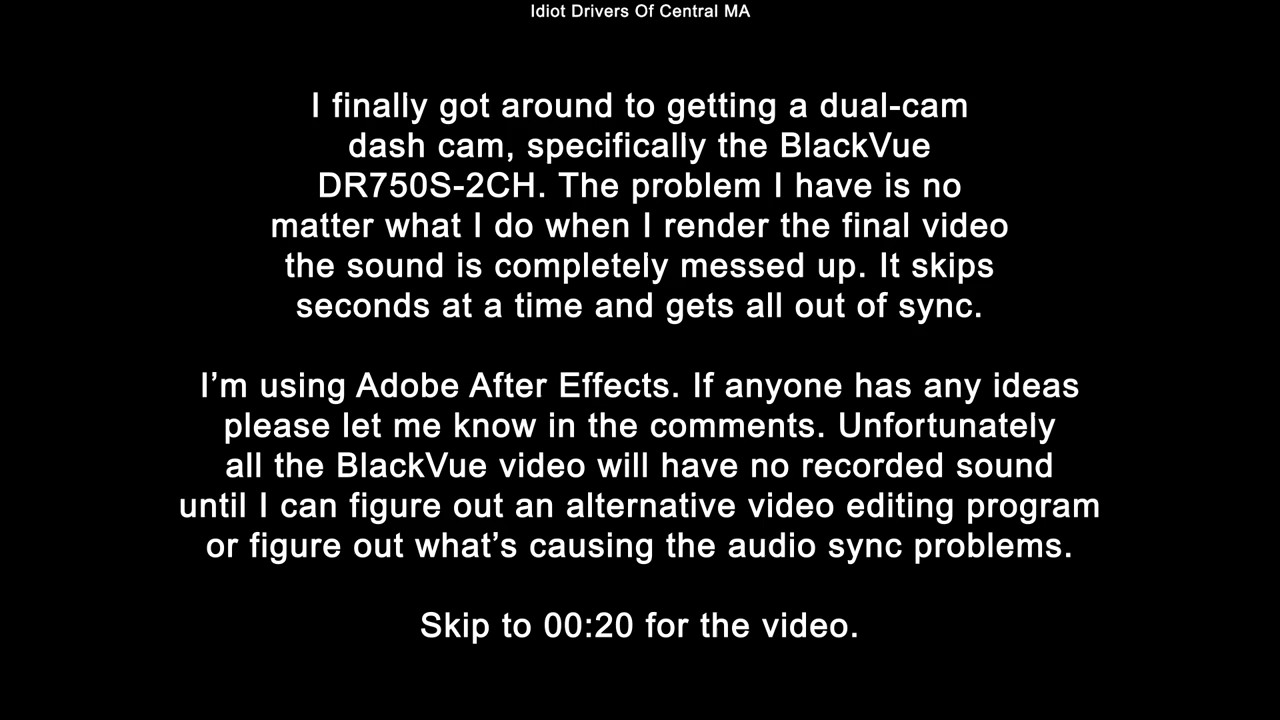 Idiot Drivers Of Central MA
I finally got around to getting a dual-cam
dash cam, specifically the BlackVue
DR750S-2CH. The problem I have is no
matter what I do when I render the final video
the sound is completely messed up. It skips
seconds at a time and gets all out of sync.
I’m using Adobe After Effects. If anyone has any ideas
please let me know in the comments. Unfortunately
all the BlackVue video will have no recorded sound
until I can figure out an alternative video editing program
or figure out what’s causing the audio sync problems.
Skip to 00:20 for the video.